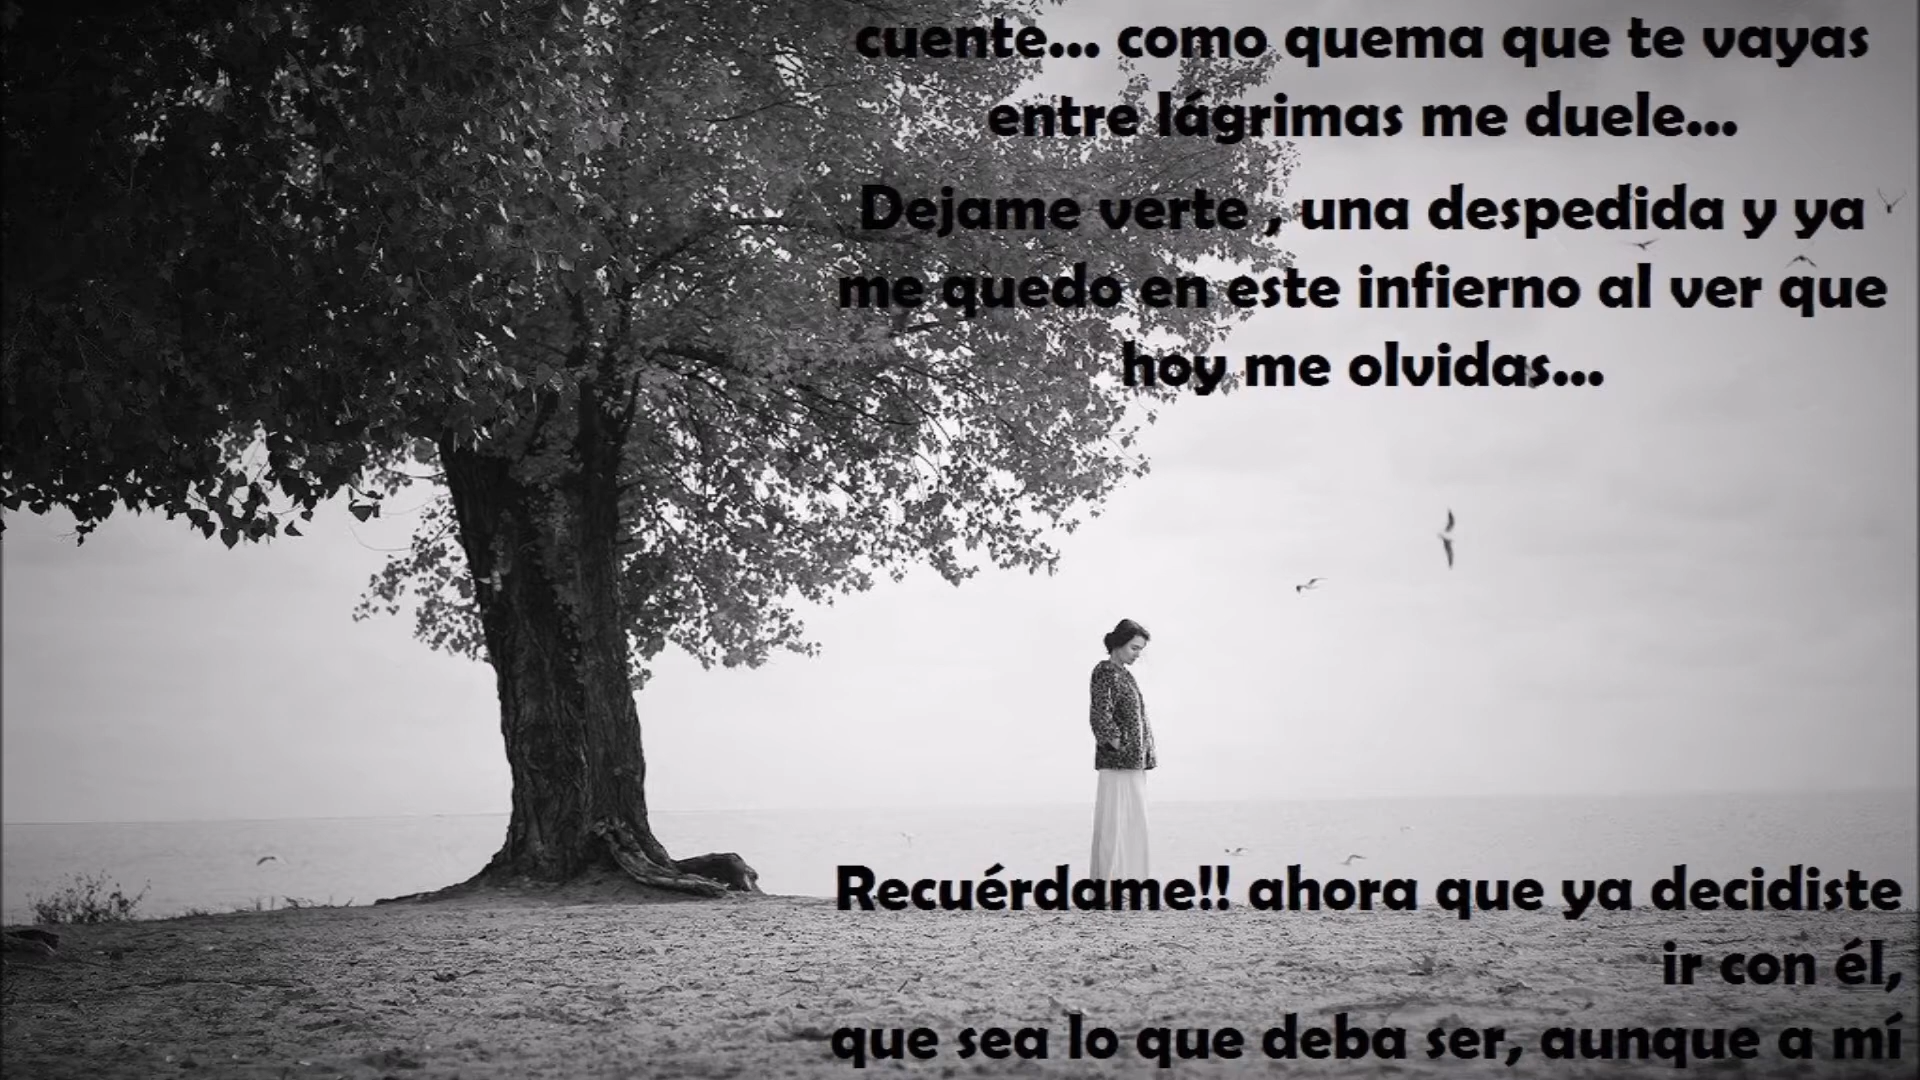 cuente... como quema que te vayas
entre lágrimas me duele...
Dejame verte , una despedida y ya
me quedo en este infierno al ver que
hoy me olvidas...
Recuérdame!! ahora que ya decidiste
ir con él,
que sea lo que deba ser, aunque a mí